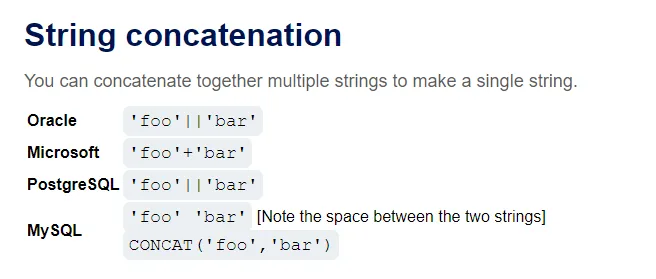 String concatenation
You can concatenate together multiple strings to make a single string.
Oracle 'foo'||'bar'
Microsoft 'foo'+'bar'
PostgreSQL 'foo'||'bar'
MySQL 'foo' 'bar' [Note the space between the two strings]
CONCAT('foo','bar')